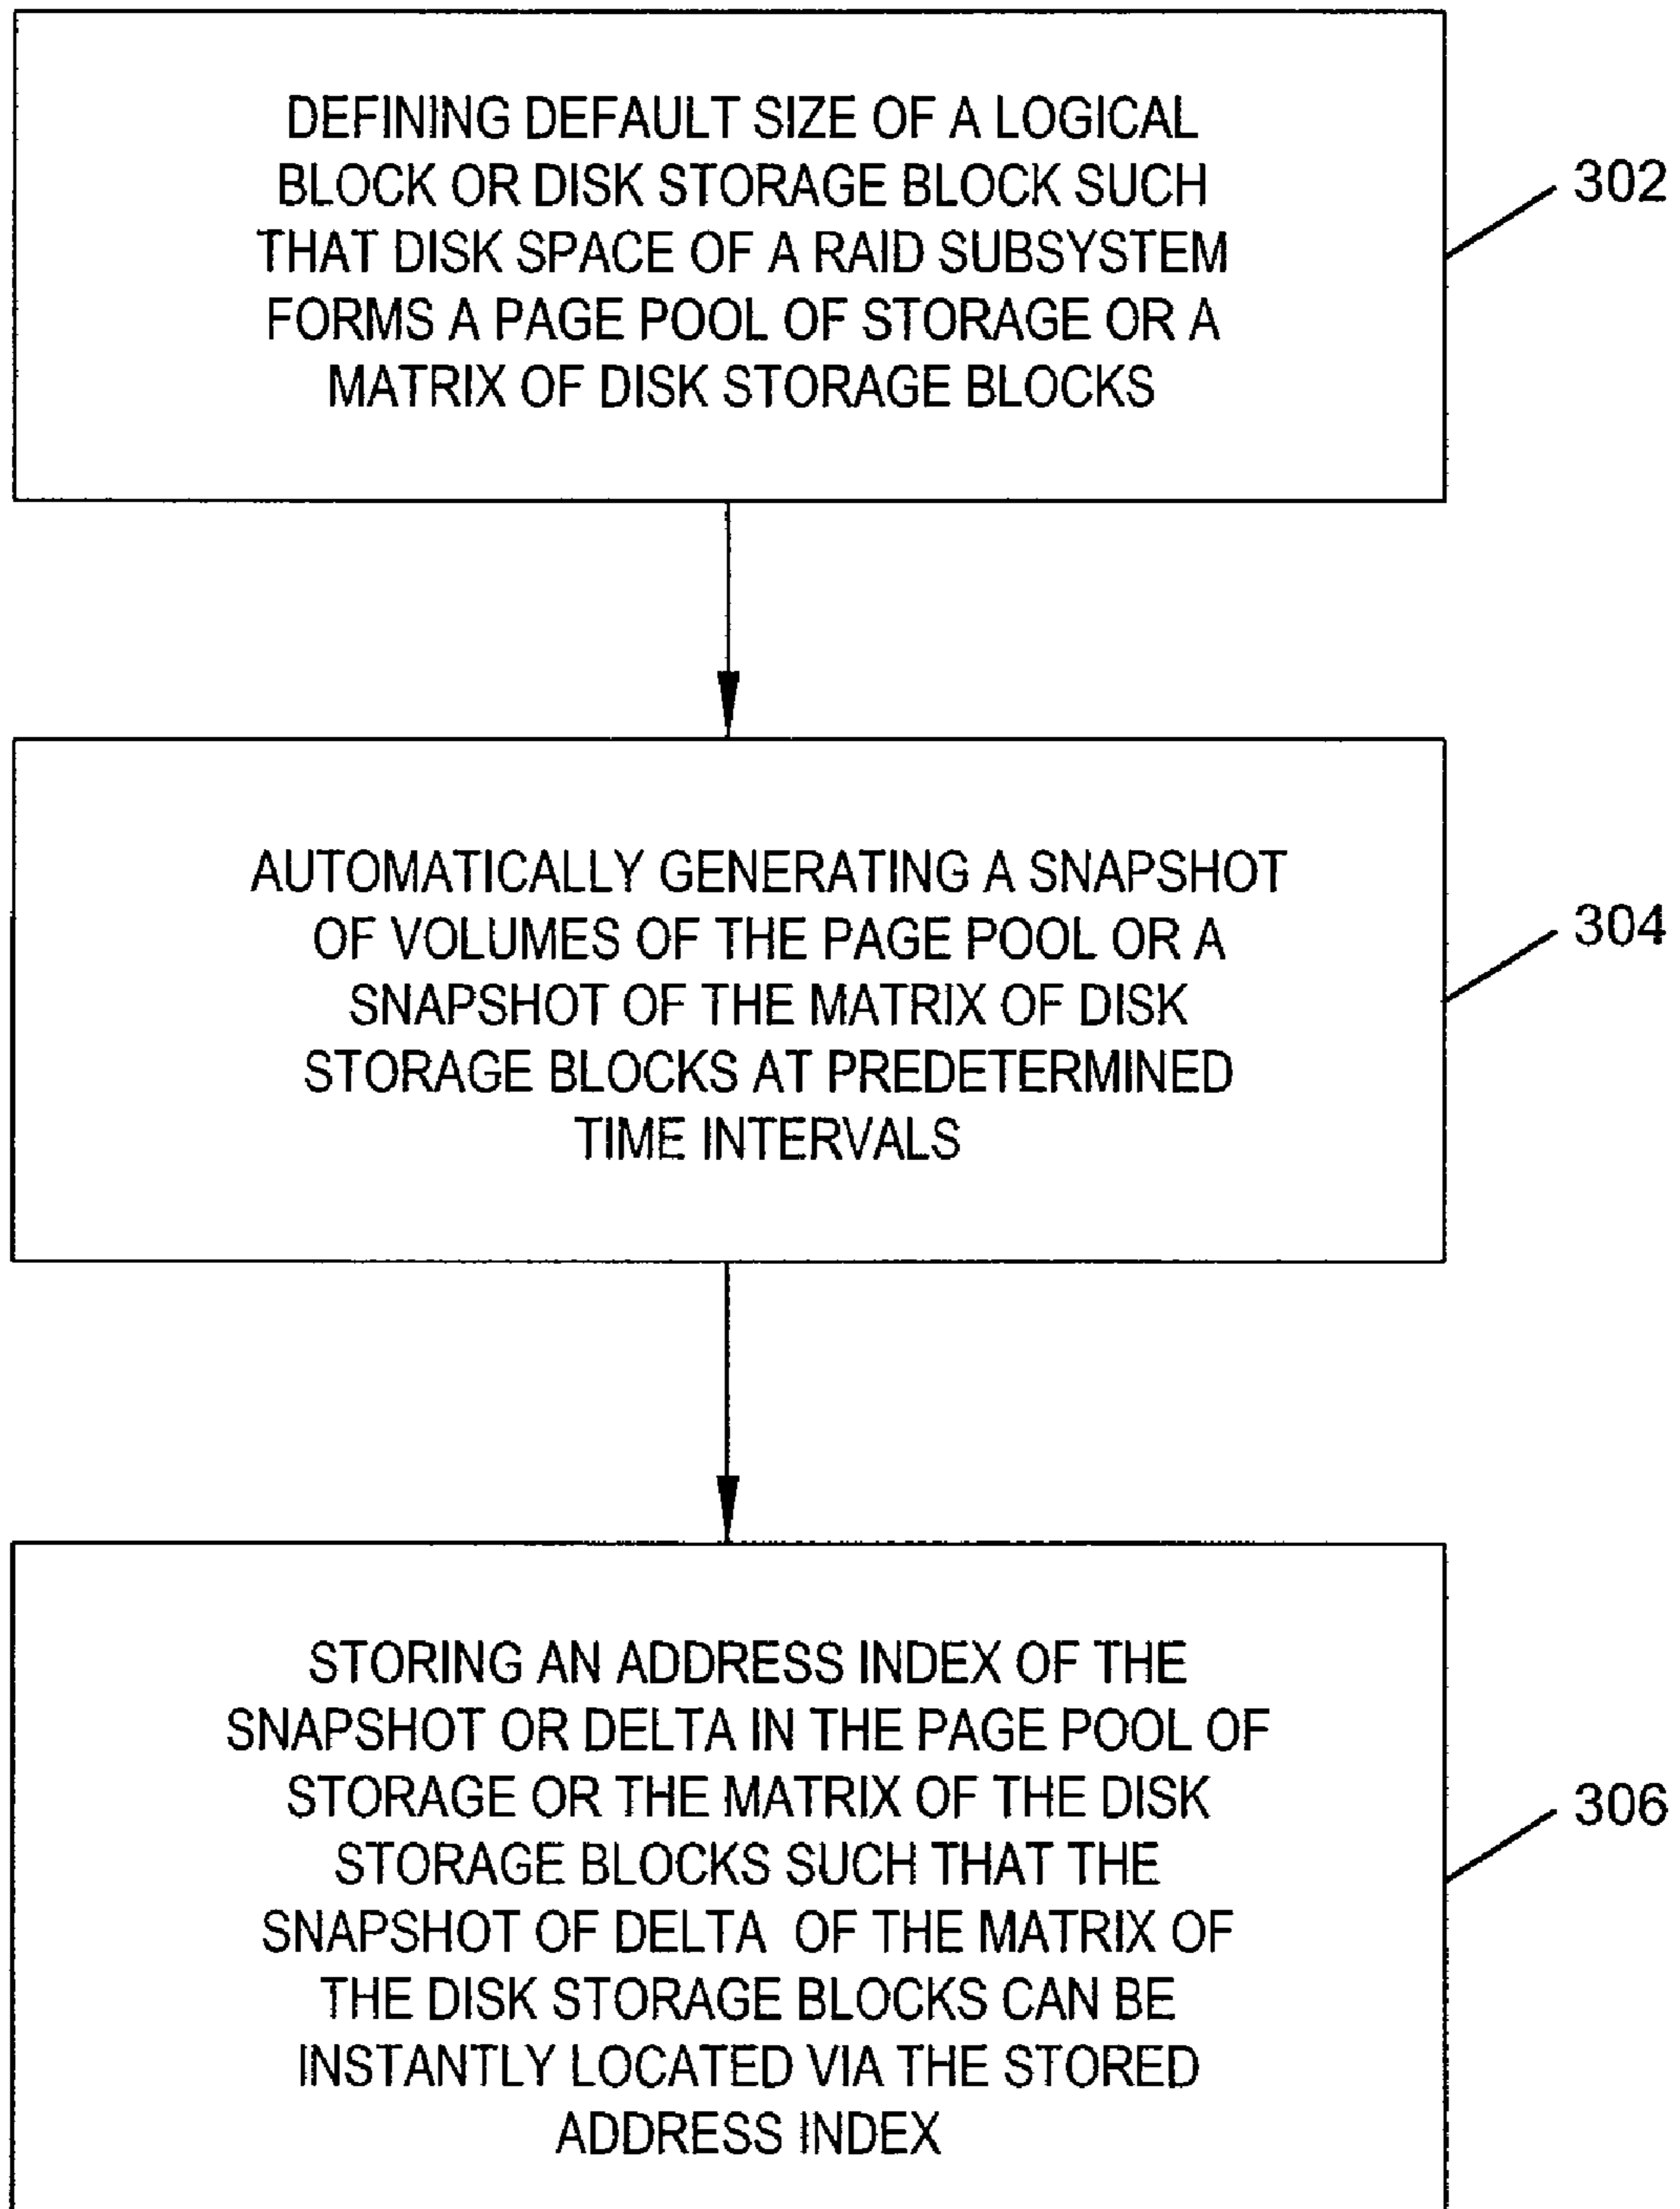 DEFINING DEFAULT SIZE OF A LOGICAL
BLOCK OR DISK STORAGE BLOCK SUCH
THAT DISK SPACE OF A RAID SUBSYSTEM
FORMS A PAGE POOL OF STORAGE OR A
MATRIX OF DISK STORAGE BLOCKS
302
AUTOMATICALLY GENERATING A SNAPSHOT
OF VOLUMES OF THE PAGE POOL OR A
SNAPSHOT OF THE MATRIX OF DISK
STORAGE BLOCKS AT PREDETERMINED
TIME INTERVALS
304
STORING AN ADDRESS INDEX OF THE
SNAPSHOT OR DELTA IN THE PAGE POOL OF
STORAGE OR THE MATRIX OF THE DISK
STORAGE BLOCKS SUCH THAT THE
SNAPSHOT OF DELTA OF THE MATRIX OF
THE DISK STORAGE BLOCKS CAN BE
INSTANTLY LOCATED VIA THE STORED
ADDRESS INDEX
306